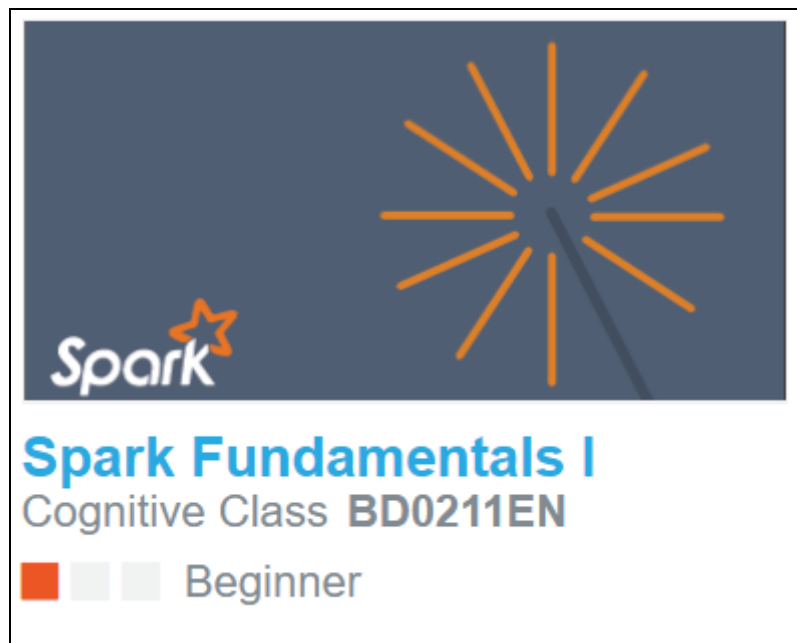 Spark
Spark Fundamentals I
Cognitive Class BD0211EN
Beginner